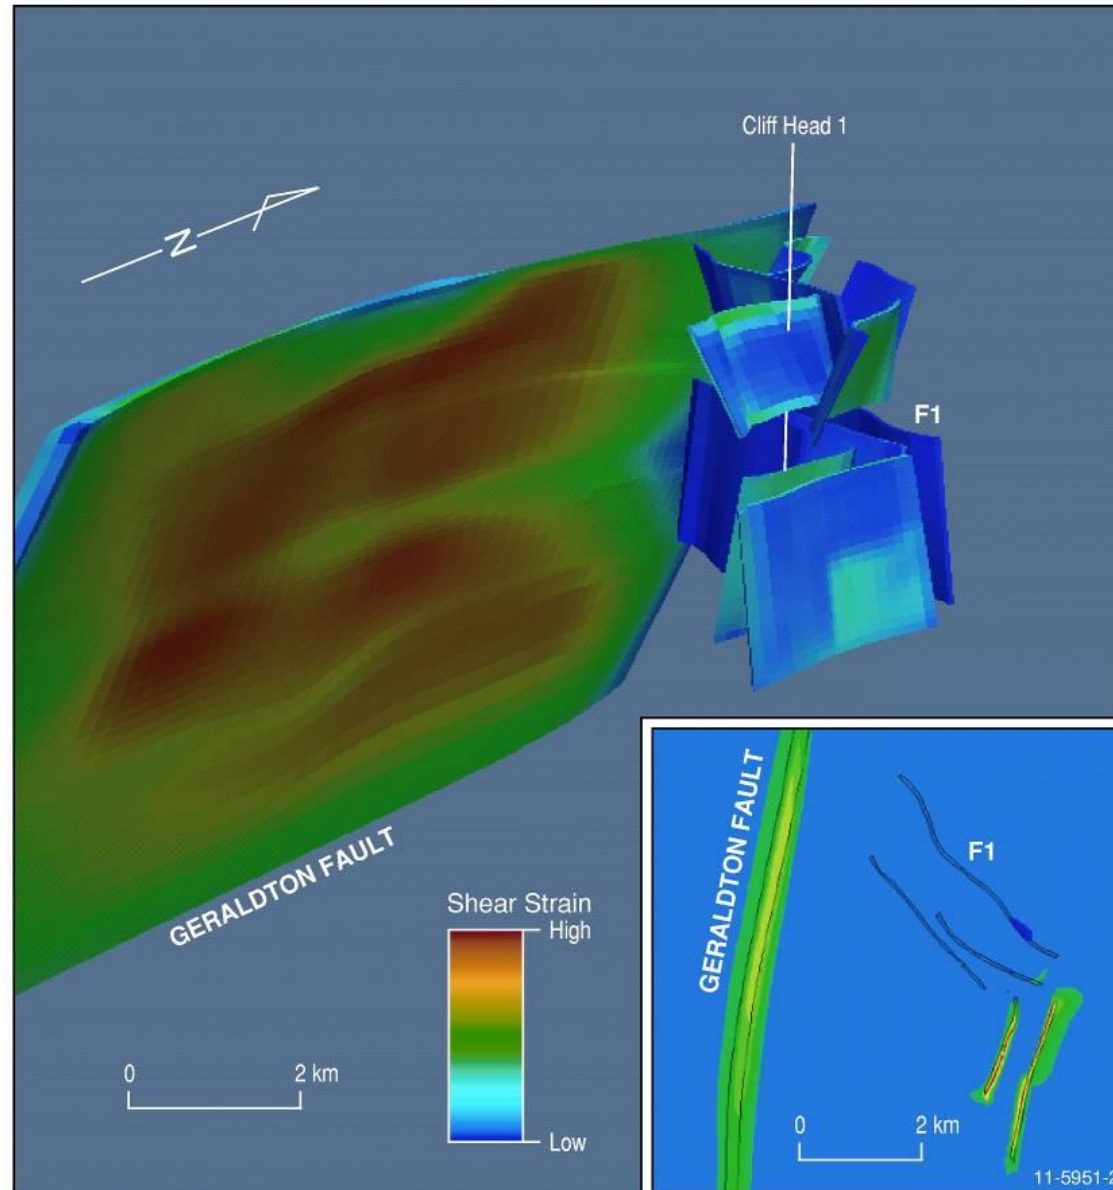 Cliff Head 1
N
F1
GERALDTON FAULT
Shear Strain
High
Low
0 2 km
GERALDTON FAULT
F1
0 2 km